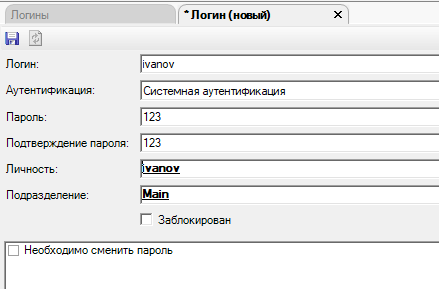 Логины
* Логин (новый)
Логин: ivanov
Аутентификация: Системная аутентификация
Пароль: 123
Подтверждение пароля: 123
Личность: ivanov
Подразделение: Main
Заблокирован
Необходимо сменить пароль